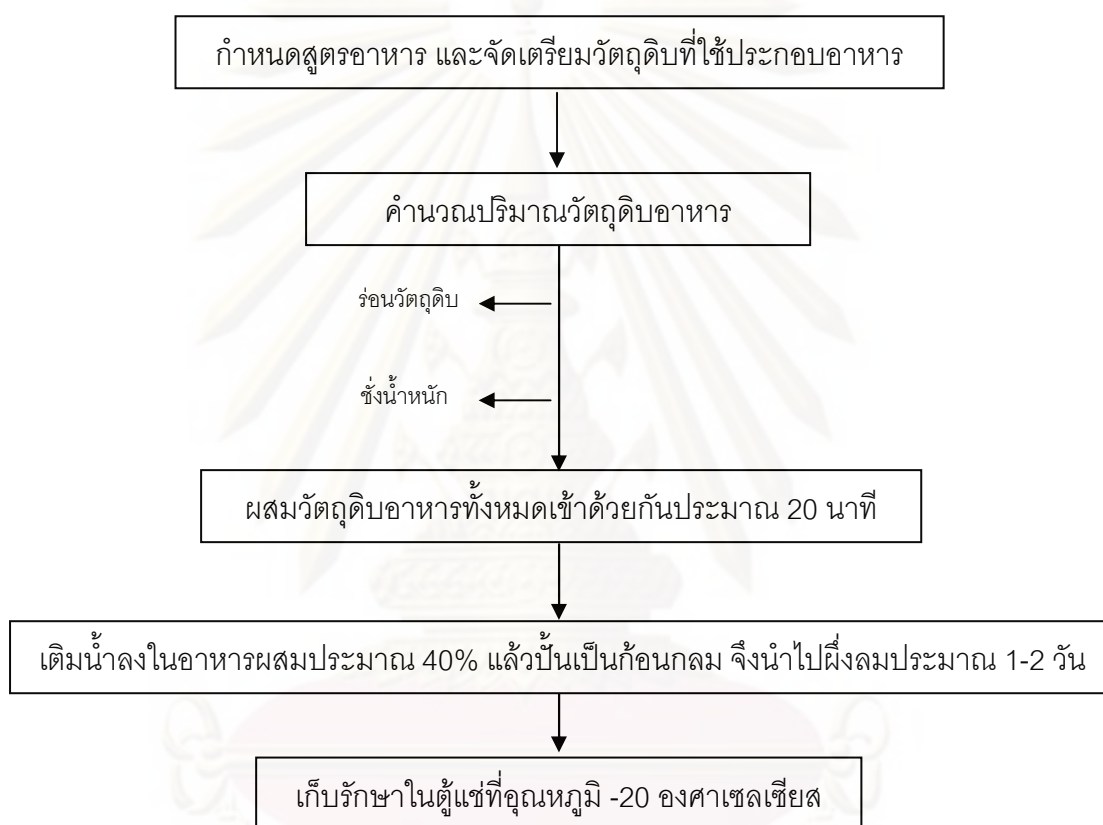 กำหนดสูตรอาหาร และจัดเตรียมวัตถุดิบที่ใช้ประกอบอาหาร
คำนวณปริมาณวัตถุดิบอาหาร
ร่อนวัตถุดิบ
ชั่งน้ำหนัก
ผสมวัตถุดิบอาหารทั้งหมดเข้าด้วยกันประมาณ 20 นาที
เติมน้ำลงในอาหารผสมประมาณ 40% แล้วปั้นเป็นก้อนกลม จึงนำไปผึ่งลมประมาณ 1-2 วัน
เก็บรักษาในตู้แช่ที่อุณหภูมิ -20 องศาเซลเซียส